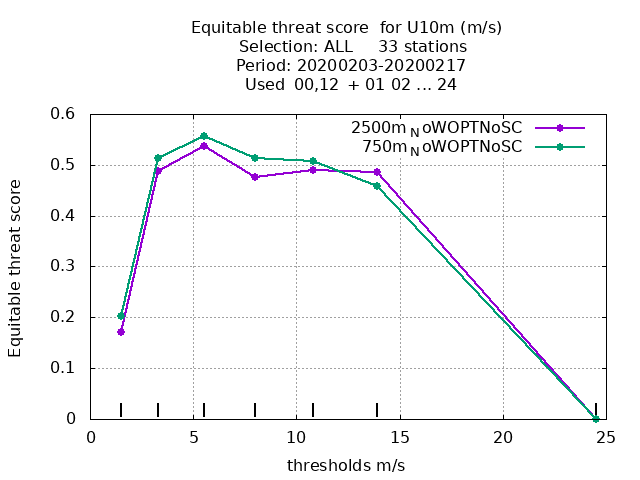 Equitable threat score  for U10m (m/s)
Selection: ALL     33 stations
Period: 20200203-20200217
Used  00,12  + 01 02 ... 24
2500m_NoWOPTNoSC
750m_NoWOPTNoSC
Equitable threat score
0.6
0.5
0.4
0.3
0.2
0.1
0
0 5 10 15 20 25
thresholds m/s